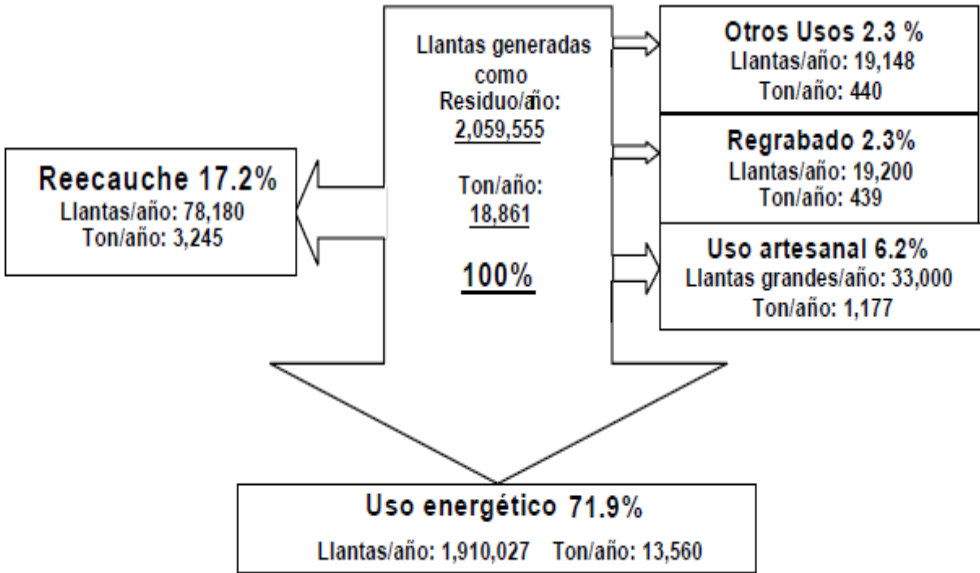 Llantas generadas
como
Residuo/año:
2,059,555
Ton/año:
18,861
100%
Otros Usos 2.3 %
Llantas/año: 19,148
Ton/año: 440
Regrabado 2.3%
Llantas/año: 19,200
Ton/año: 439
Uso artesanal 6.2%
Llantas grandes/año: 33,000
Ton/año: 1,177
Reecauche 17.2%
Llantas/año: 78,180
Ton/año: 3,245
Uso energético 71.9%
Llantas/año: 1,910,027 Ton/año: 13,560